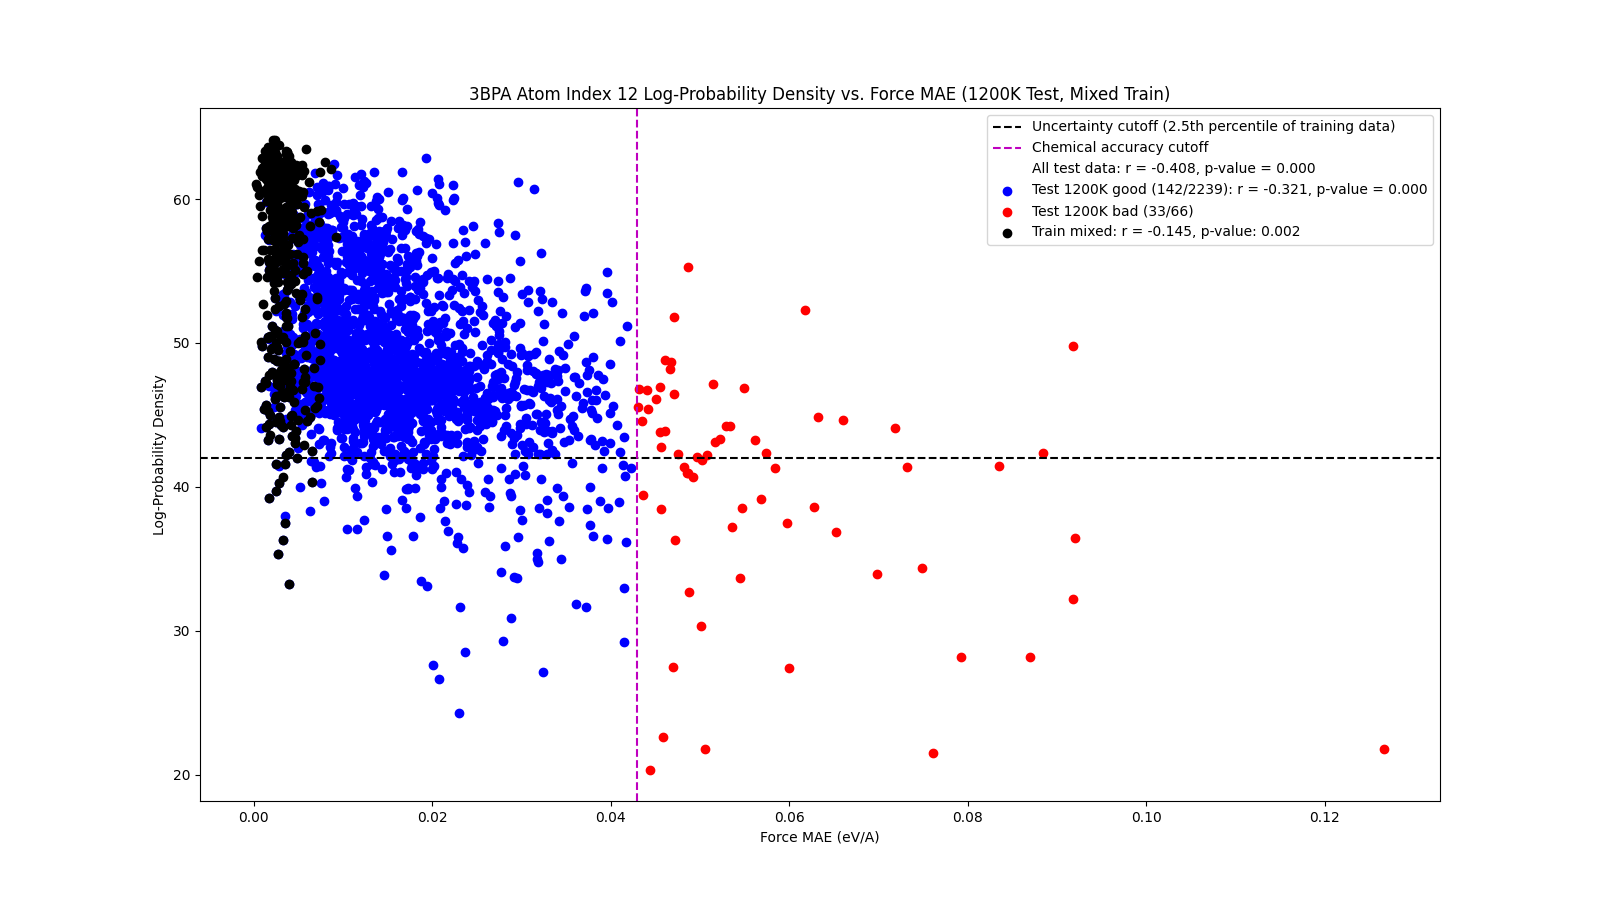 3BPA Atom Index 12 Log-Probability Density vs. Force MAE (1200K Test, Mixed Train)
Uncertainty cutoff (2.5th percentile of training data)
Chemical accuracy cutoff
All test data: r = -0.408, p-value = 0.000
Test 1200K good (142/2239): r = -0.321, p-value = 0.000
Test 1200K bad (33/66)
Train mixed: r = -0.145, p-value: 0.002
Log-Probability Density
60
50
40
30
20
0.00 0.02 0.04 0.06 0.08 0.10 0.12
Force MAE (eV/A)